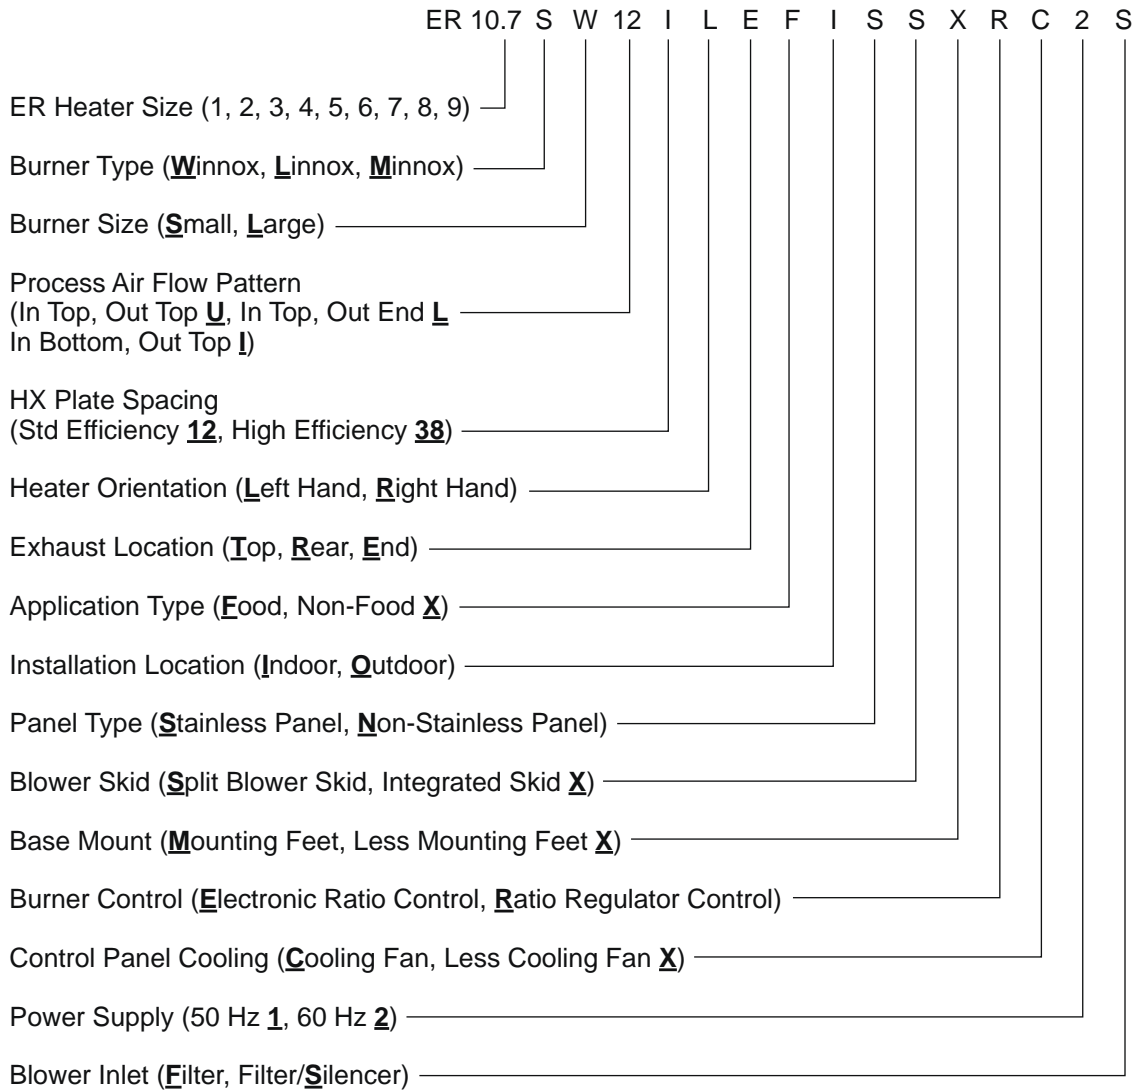 ER 10.7 S W 12 I L E F I S S X R C 2 S
ER Heater Size (1, 2, 3, 4, 5, 6, 7, 8, 9)
Burner Type (Winnox, Linnox, Minnox)
Burner Size (Small, Large)
Process Air Flow Pattern
(In Top, Out Top U, In Top, Out End L
In Bottom, Out Top I)
HX Plate Spacing
(Std Efficiency 12, High Efficiency 38)
Heater Orientation (Left Hand, Right Hand)
Exhaust Location (Top, Rear, End)
Application Type (Food, Non-Food X)
Installation Location (Indoor, Outdoor)
Panel Type (Stainless Panel, Non-Stainless Panel)
Blower Skid (Split Blower Skid, Integrated Skid X)
Base Mount (Mounting Feet, Less Mounting Feet X)
Burner Control (Electronic Ratio Control, Ratio Regulator Control)
Control Panel Cooling (Cooling Fan, Less Cooling Fan X)
Power Supply (50 Hz 1, 60 Hz 2)
Blower Inlet (Filter, Filter/Silencer)